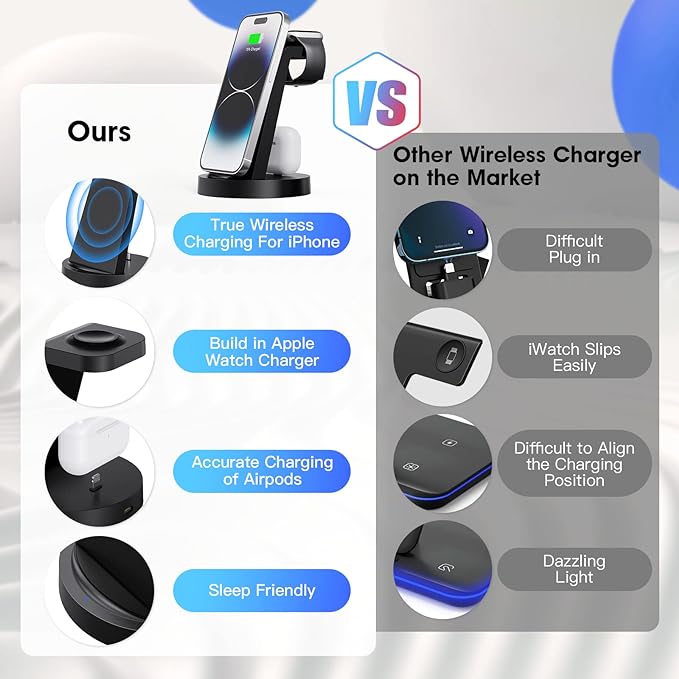 VS
Ours
Other Wireless Charger
on the Market
True Wireless
Charging For iPhone
Difficult
Plug in
Build in Apple
Watch Charger
iWatch Slips
Easily
Accurate Charging
of Airpods
Difficult to Align
the Charging
Position
Sleep Friendly
Dazzling
Light